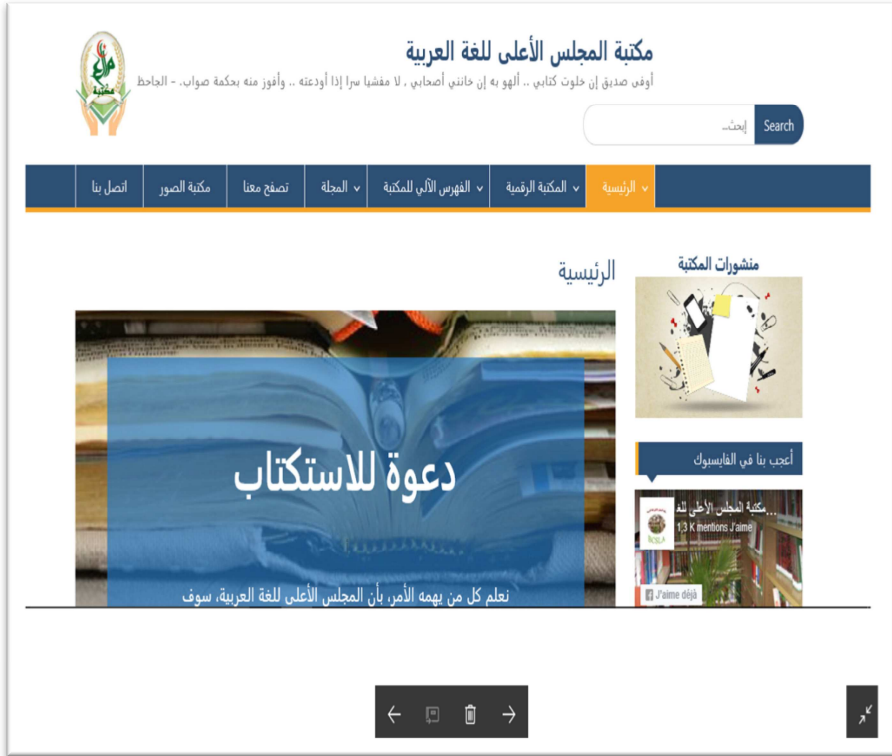 مكتبة المجلس الأعلى للغة العربية
أوفى صديق إن خلوت كتابي .. ألهو به إن خانني أصحابي , لا مفشيا سرا إذا أودعته .. وأفوز منه بحكمة صواب. - الجاحظ
مكتبة
Search إبحث...
الرئيسية
المكتبة الرقمية
الفهرس الآلي للمكتبة
المجلة
تصفح معنا
مكتبة الصور
اتصل بنا
منشورات المكتبة
الرئيسية
دعوة للاستكتاب
نعلم كل من يهمه الأمر، بأن المجلس الأعلى للغة العربية، سوف
أعجب بنا في الفايسبوك
مكتبة المجلس الأعلى للغ...
1,3 K mentions J'aime
J'aime déjà